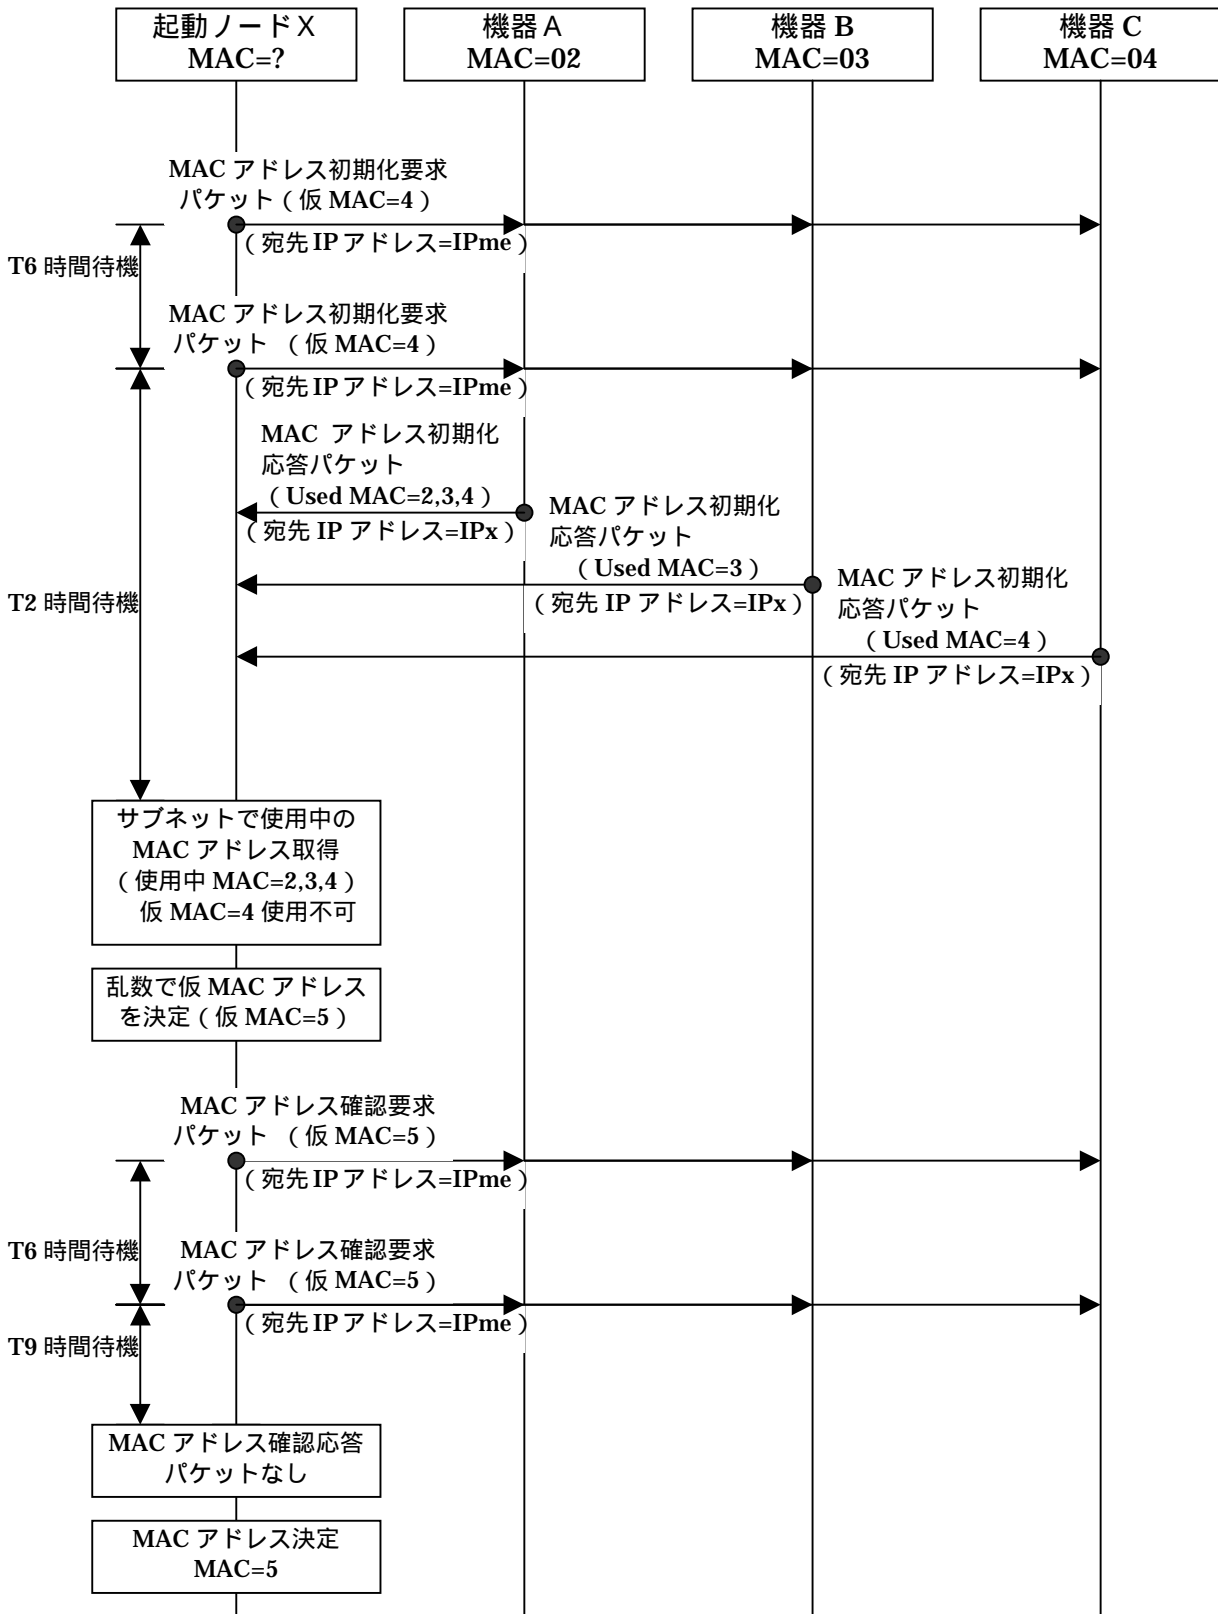 起動ノードX
MAC=?
機器A
MAC=02
機器 B
MAC=03
機器 C
MAC=04
MAC アドレス初期化要求
パケット(仮 MAC=4)
(宛先 IP アドレス=IPme)
T6 時間待機
MAC アドレス初期化要求
パケット (仮 MAC=4)
(宛先 IP アドレス=IPme)
MAC アドレス初期化
応答パケット
(Used MAC=2,3,4)
(宛先 IP アドレス=IPx)
MAC アドレス初期化
応答パケット
(Used MAC=3)
(宛先 IP アドレス=IPx)
MAC アドレス初期化
応答パケット
(Used MAC=4)
(宛先 IP アドレス=IPx)
T2 時間待機
サブネットで使用中の
MAC アドレス取得
(使用中 MAC=2,3,4)
仮 MAC=4 使用不可
乱数で仮 MAC アドレス
を決定(仮 MAC=5)
MAC アドレス確認要求
パケット (仮 MAC=5)
(宛先 IP アドレス=IPme)
T6 時間待機
MAC アドレス確認要求
パケット (仮 MAC=5)
(宛先 IP アドレス=IPme)
T9 時間待機
MAC アドレス確認応答
パケットなし
MAC アドレス決定
MAC=5